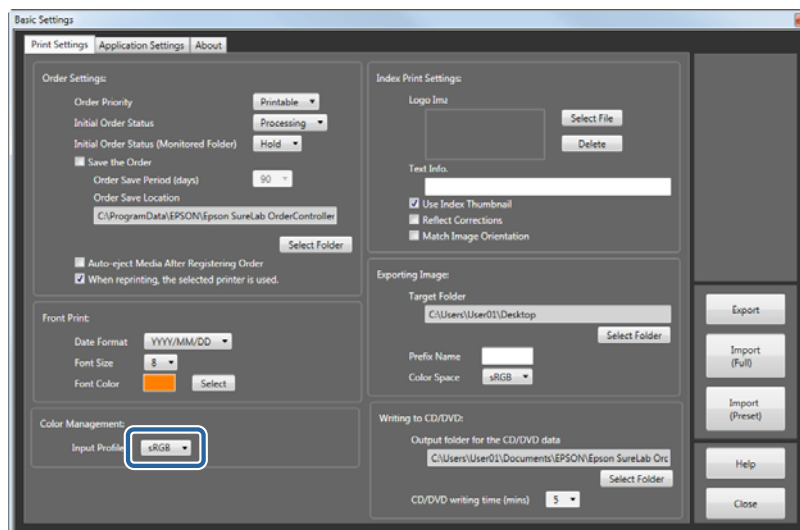 Basic Settings
Print Settings Application Settings About
Order Settings:
Order Priority Printable
Initial Order Status Processing
Initial Order Status (Monitored Folder) Hold
Save the Order
Order Save Period (days) 90
Order Save Location
C:\ProgramData\EPSON\Epson SureLab OrderController
Select Folder
Auto-eject Media After Registering Order
When reprinting, the selected printer is used.
Front Print:
Date Format YYYY/MM/DD
Font Size 8
Font Color Select
Color Management:
Input Profile sRGB
Index Print Settings:
Logo Ima
Select File
Delete
Text Info.
Use Index Thumbnail
Reflect Corrections
Match Image Orientation
Exporting Image:
Target Folder
C:\Users\User01\Desktop
Select Folder
Prefix Name
Color Space sRGB
Writing to CD/DVD:
Output folder for the CD/DVD data
C:\Users\User01\Documents\EPSON\Epson SureLab Orc
Select Folder
CD/DVD writing time (mins) 5
Export
Import
(Full)
Import
(Preset)
Help
Close